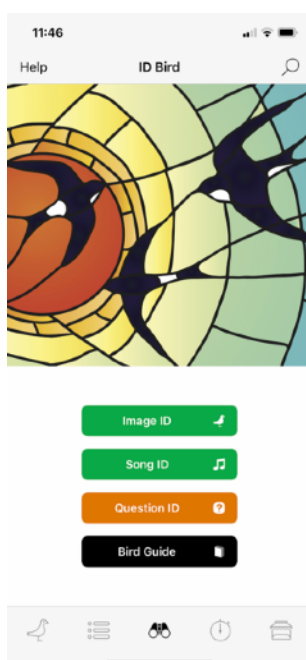 11:46
Help ID Bird
Image ID
Song ID
Question ID ?
Bird Guide